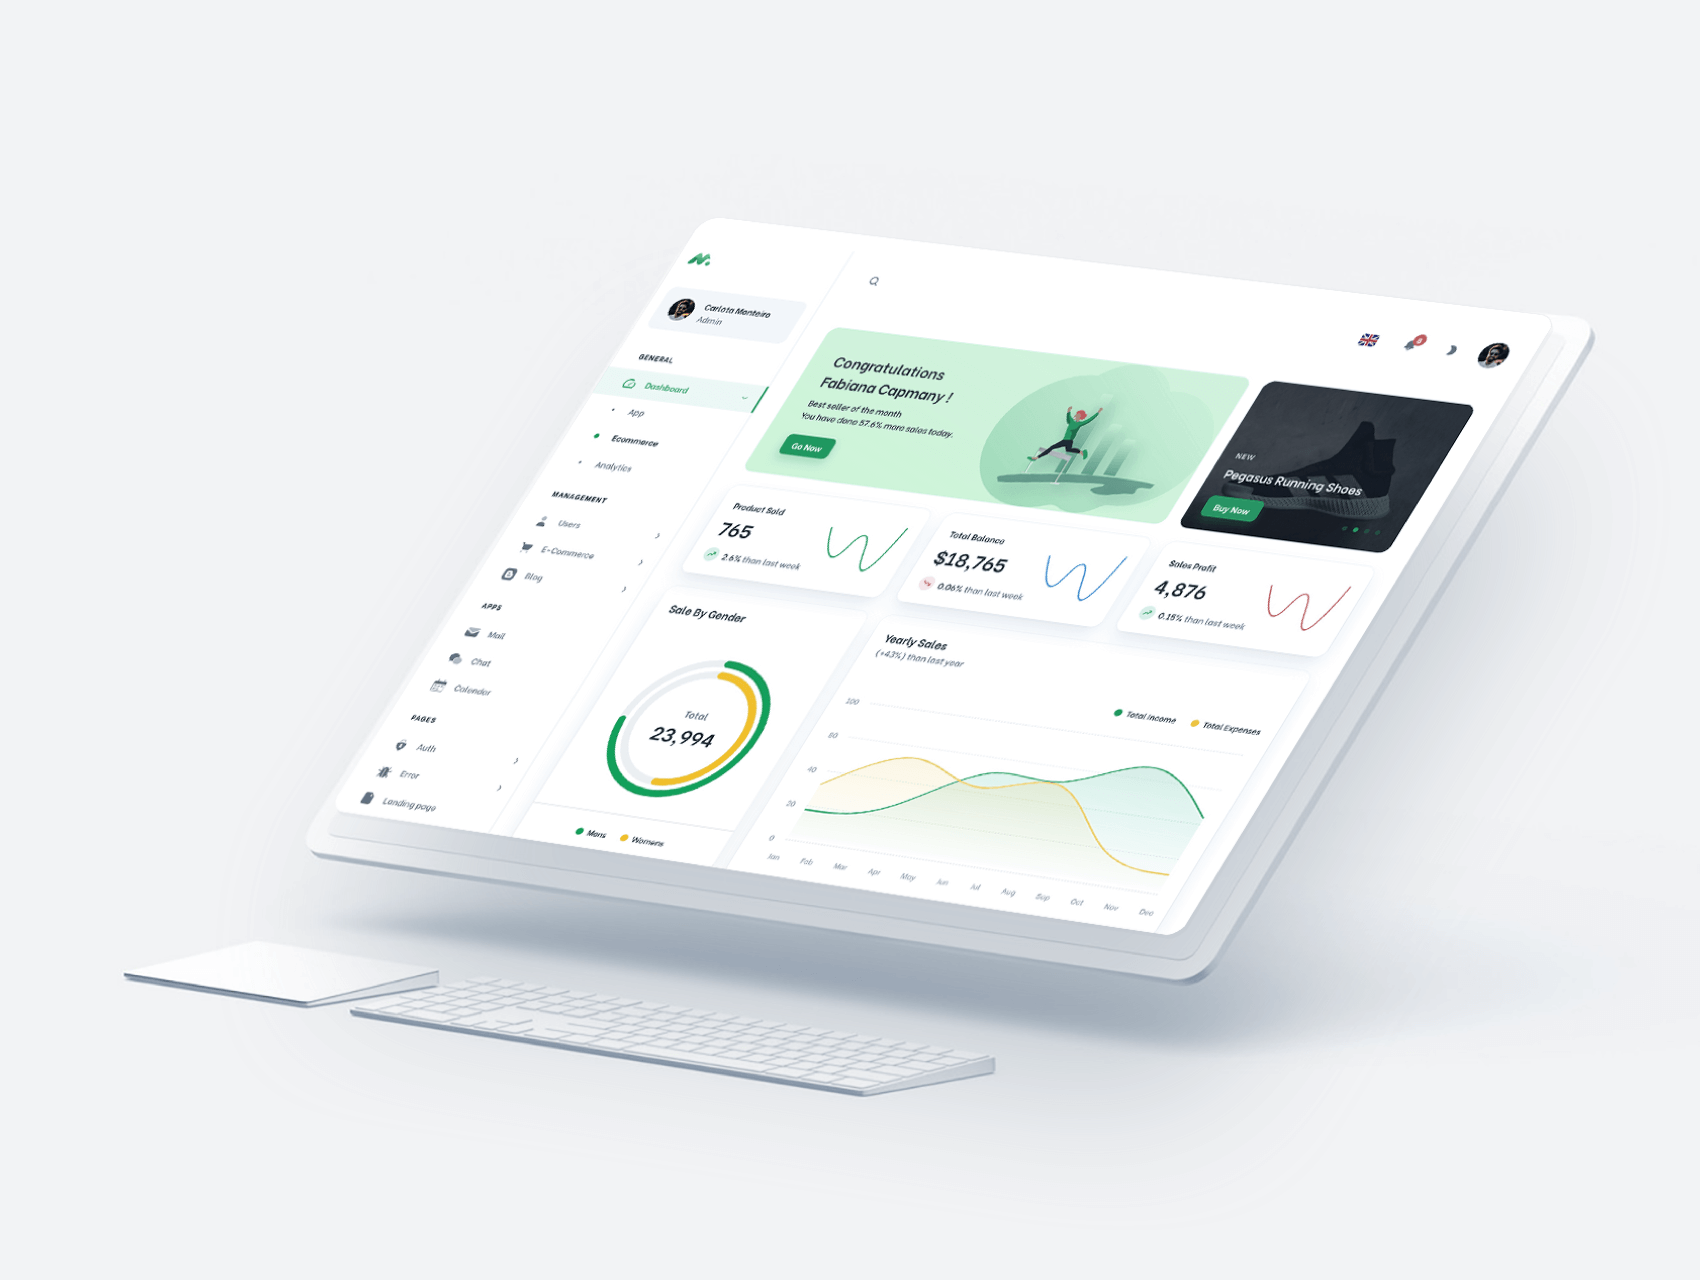 Carlota Monteiro
Admin
GENERAL
Dashboard
App
Ecommerce
Analytics
MANAGEMENT
Users
E-Commerce
Blog
APPS
Mail
Chat
Calendar
PAGES
Auth
Error
Landing page
Congratulations
Fabiana Capmany !
Best seller of the month
You have done 57.6% more sales today.
Go Now
NEW
Pegasus Running Shoes
Buy Now
Product Sold
765
2.6% than last week
Total Balance
$18,765
0.06% than last week
Sales Profit
4,876
0.15% than last week
Sale By Gender
Total
23,994
Mens
Womens
Yearly Sales
(+43%) than last year
Total Income
Total Expenses
100
80
40
20
0
Jan Feb Mar Apr May Jun Jul Aug Sep Oct Nov Dec